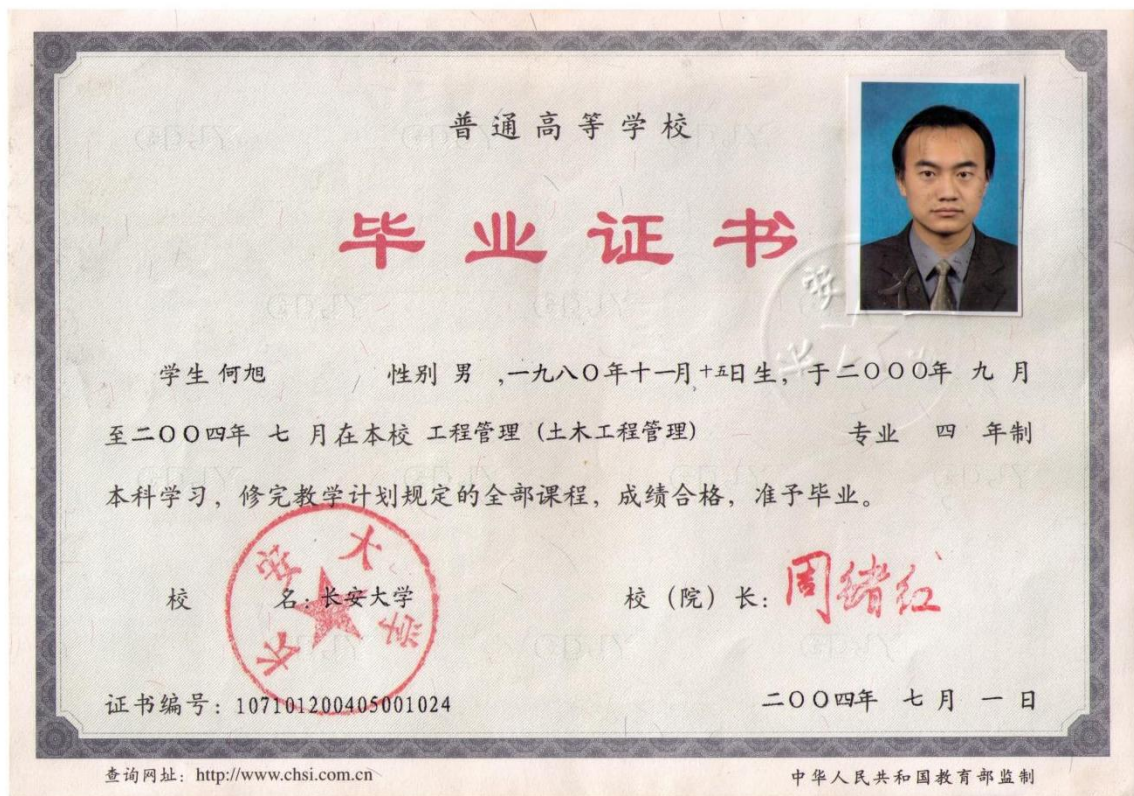 普通高等学校
毕业证书
学生 何旭 性别 男 ,一九八〇年十一月十五日生，于二〇〇〇年 九 月
至二〇〇四年 七 月在本校 工程管理（土木工程管理） 专业 四 年制
本科学习，修完教学计划规定的全部课程，成绩合格，准予毕业。
长安大学
校 名：长安大学 校（院）长：周绪红
证书编号：107101200405001024 二〇〇四年 七 月 一 日
查询网址：http://www.chsi.com.cn 中华人民共和国教育部监制